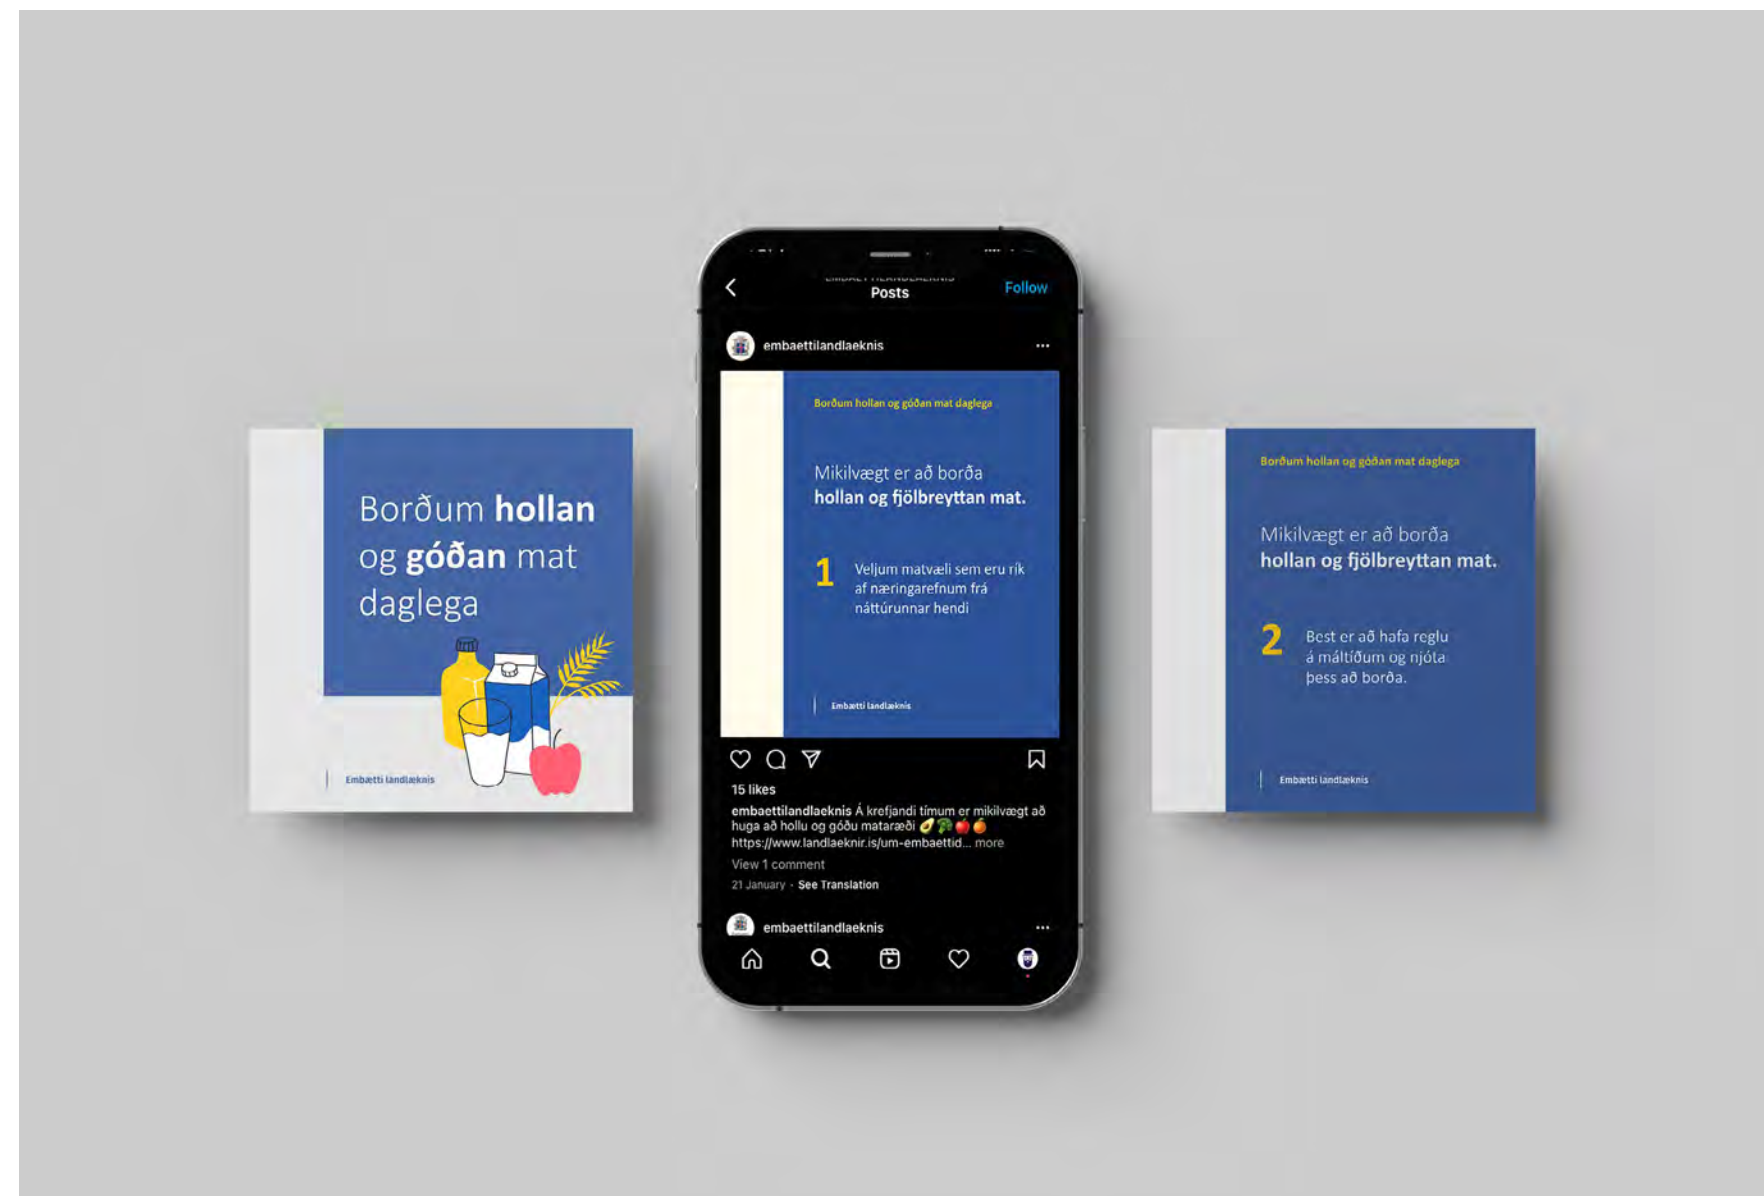 Borðum hollan
og góðan mat
daglega
Embætti landlæknis
Posts
Follow
embaettilandlaeknis
Borðum hollan og góðan mat daglega
Mikilvægt er að borða
hollan og fjölbreyttan mat.
1
Veljum matvæli sem eru rík
af næringarefnum frá
náttúrunnar hendi
Embætti landlæknis
15 likes
embaettilandlaeknis Á krefjandi tímum er mikilvægt að
huga að hollu og góðu mataræði 🥑🥦🍎🍊
https://www.landlaeknir.is/um-embaettid... more
View 1 comment
21 January · See Translation
embaettilandlaeknis
Borðum hollan og góðan mat daglega
Mikilvægt er að borða
hollan og fjölbreyttan mat.
2
Best er að hafa reglu
á máltíðum og njóta
þess að borða.
Embætti landlæknis